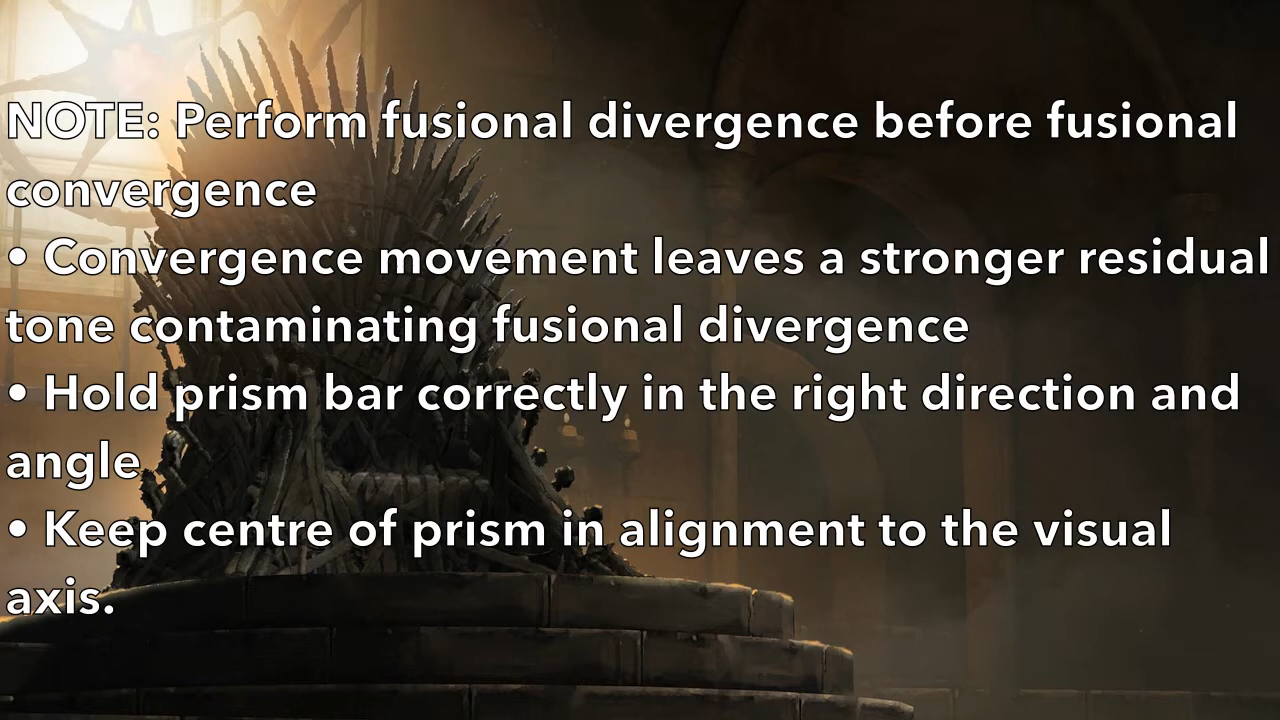 NOTE: Perform fusional divergence before fusional
convergence
• Convergence movement leaves a stronger residual
tone contaminating fusional divergence
• Hold prism bar correctly in the right direction and
angle
• Keep centre of prism in alignment to the visual
axis.